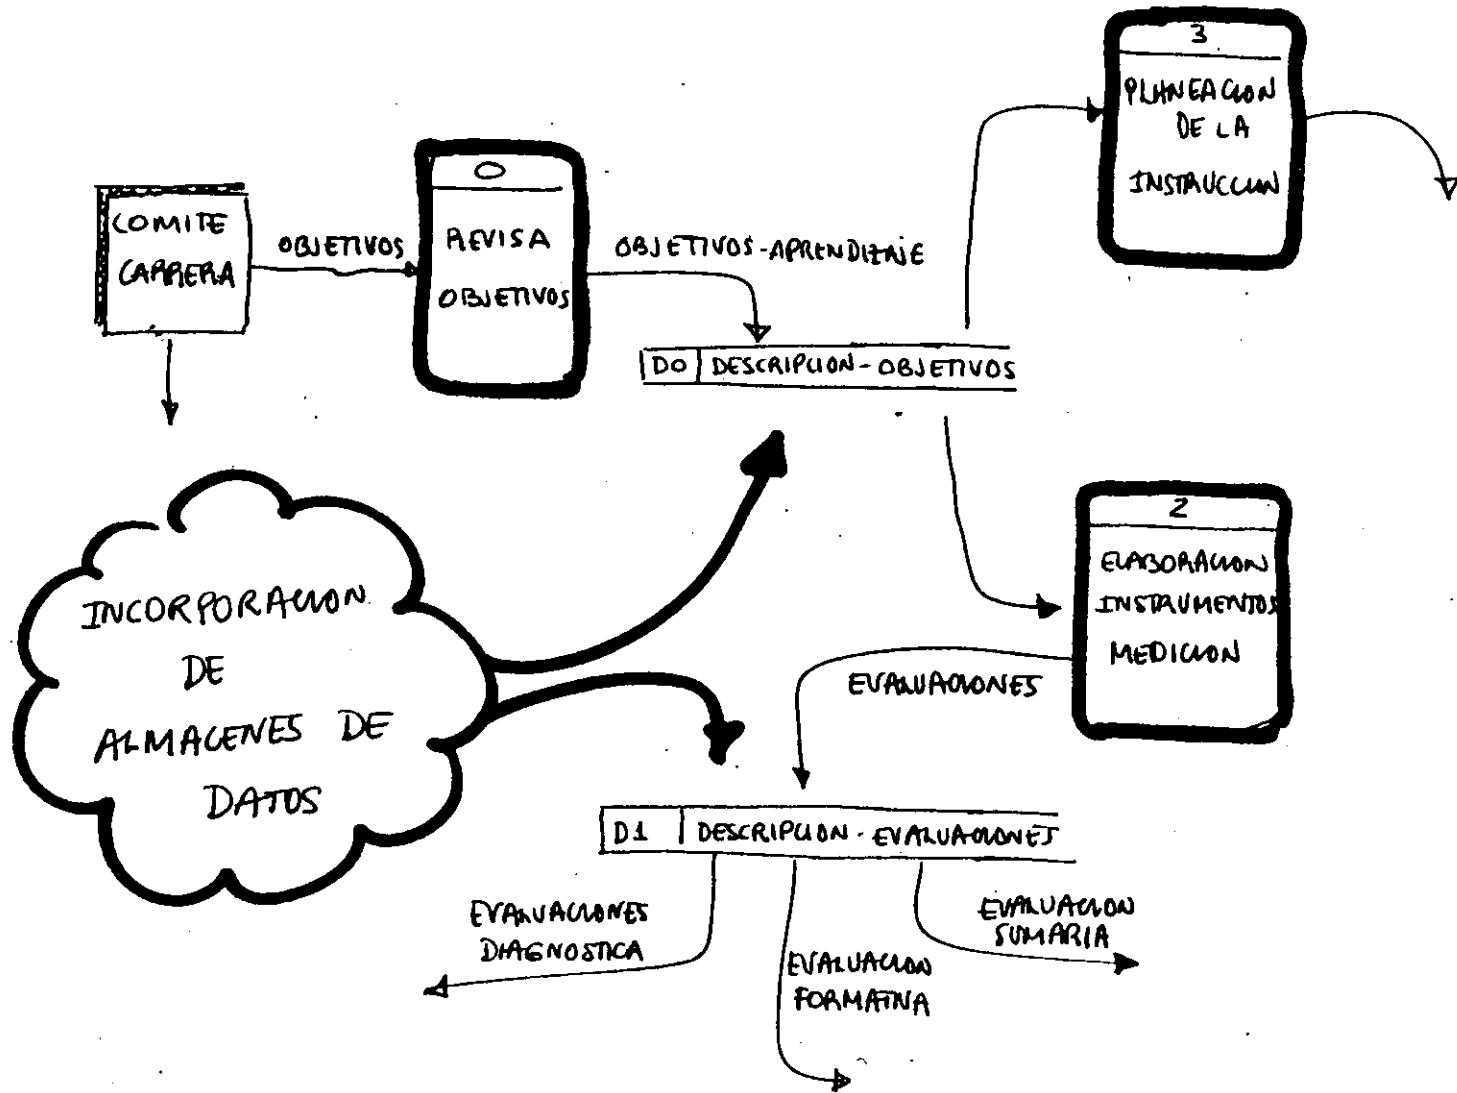 3
PLANEACION
DE LA
INSTRUCCION
0
REVISA
OBJETIVOS
COMITE
CARRERA
OBJETIVOS
OBJETIVOS-APRENDIZAJE
D0 DESCRIPCION-OBJETIVOS
2
ELABORACION
INSTRUMENTOS
MEDICION
EVALUACIONES
INCORPORACION
DE
ALMACENES DE
DATOS
D1 DESCRIPCION-EVALUACIONES
EVALUACIONES
DIAGNOSTICA
EVALUACION
FORMATIVA
EVALUACION
SUMARIA